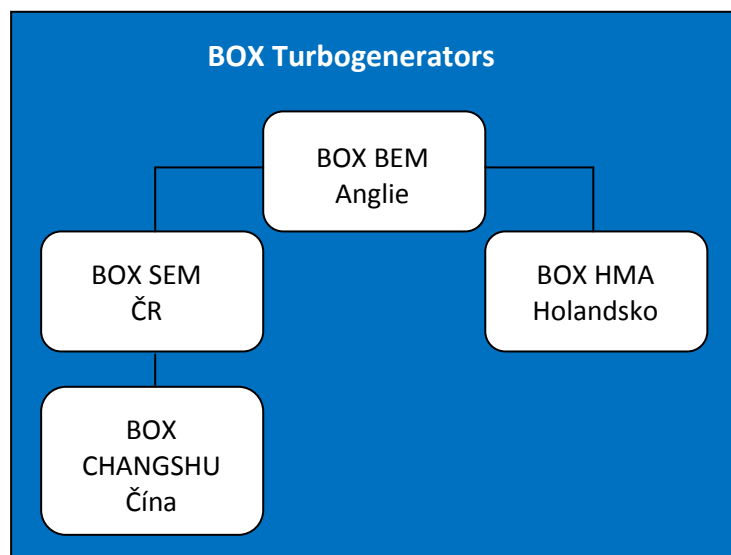 BOX Turbogenerators
BOX BEM
Anglie
BOX SEM
ČR
BOX HMA
Holandsko
BOX
CHANGSHU
Čína